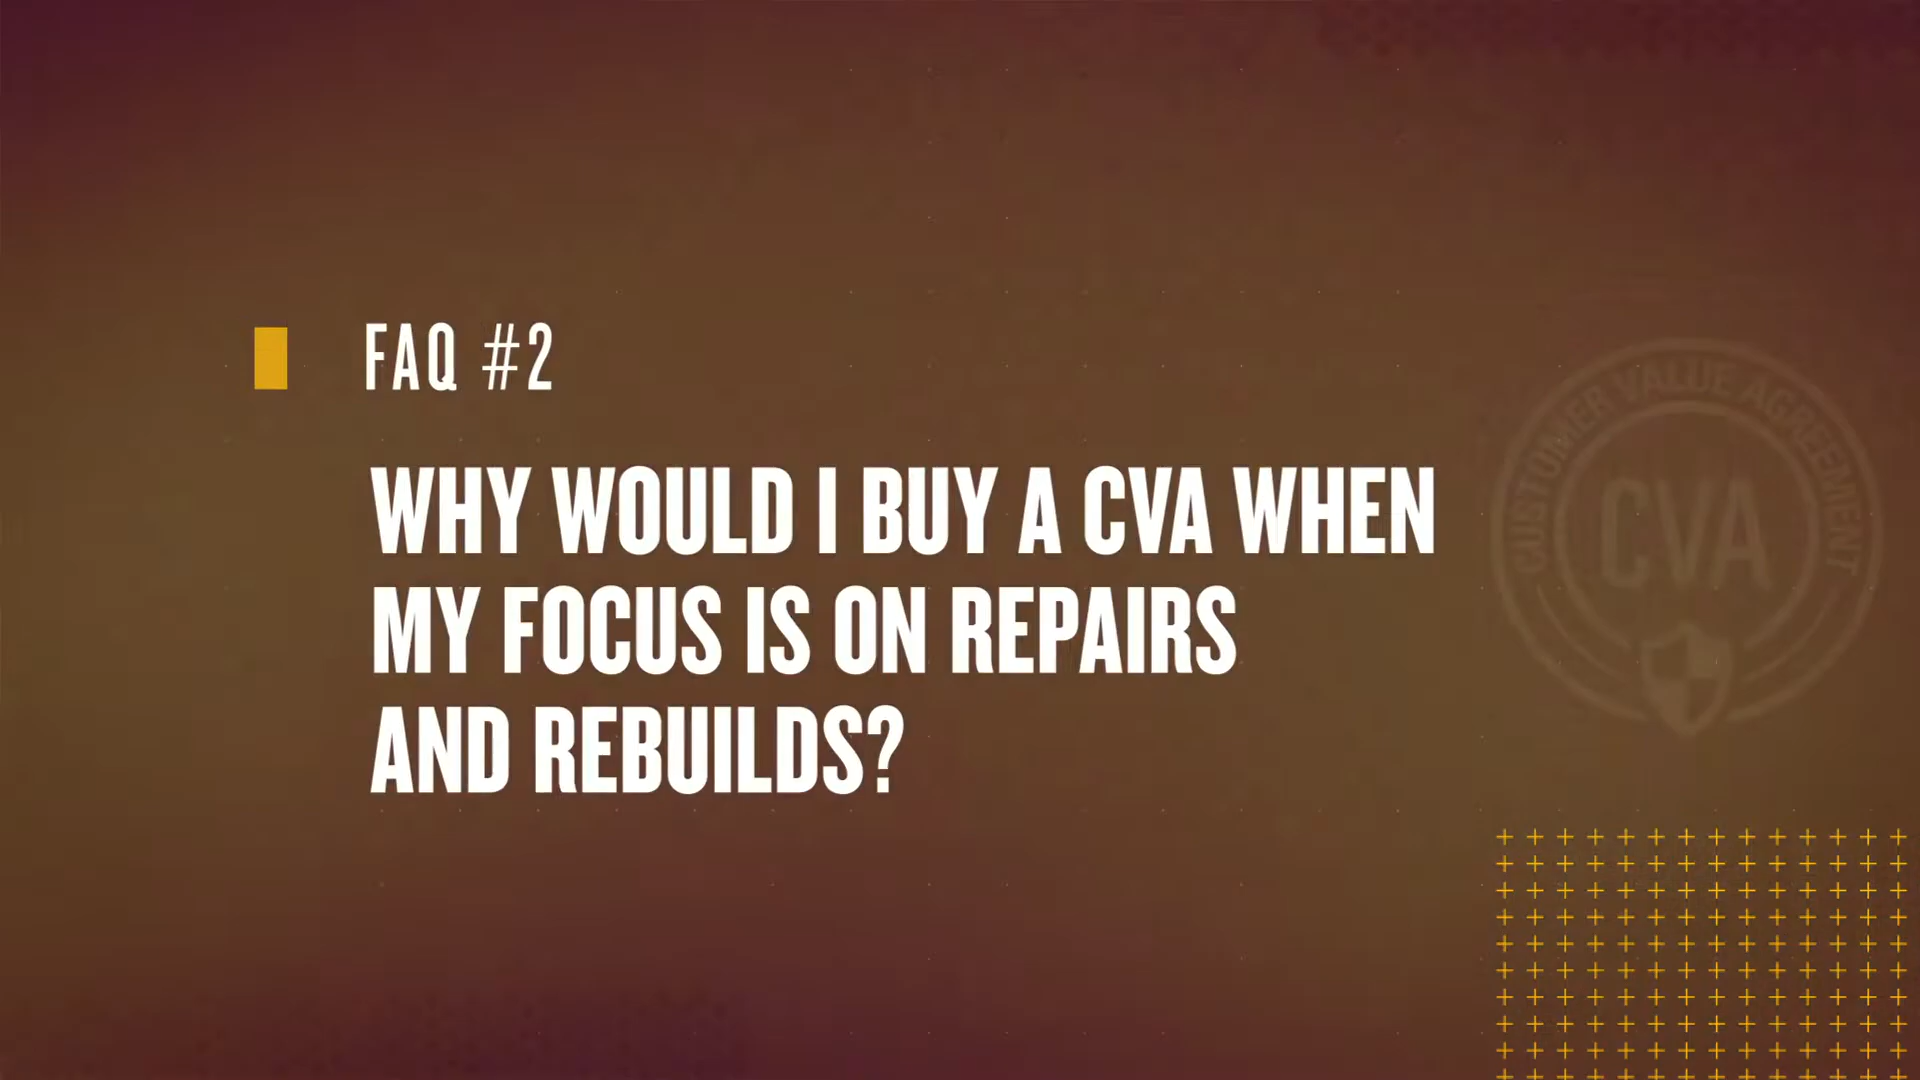 FAQ #2
WHY WOULD I BUY A CVA WHEN
MY FOCUS IS ON REPAIRS
AND REBUILDS?
CUSTOMER VALUE AGREEMENT
CVA